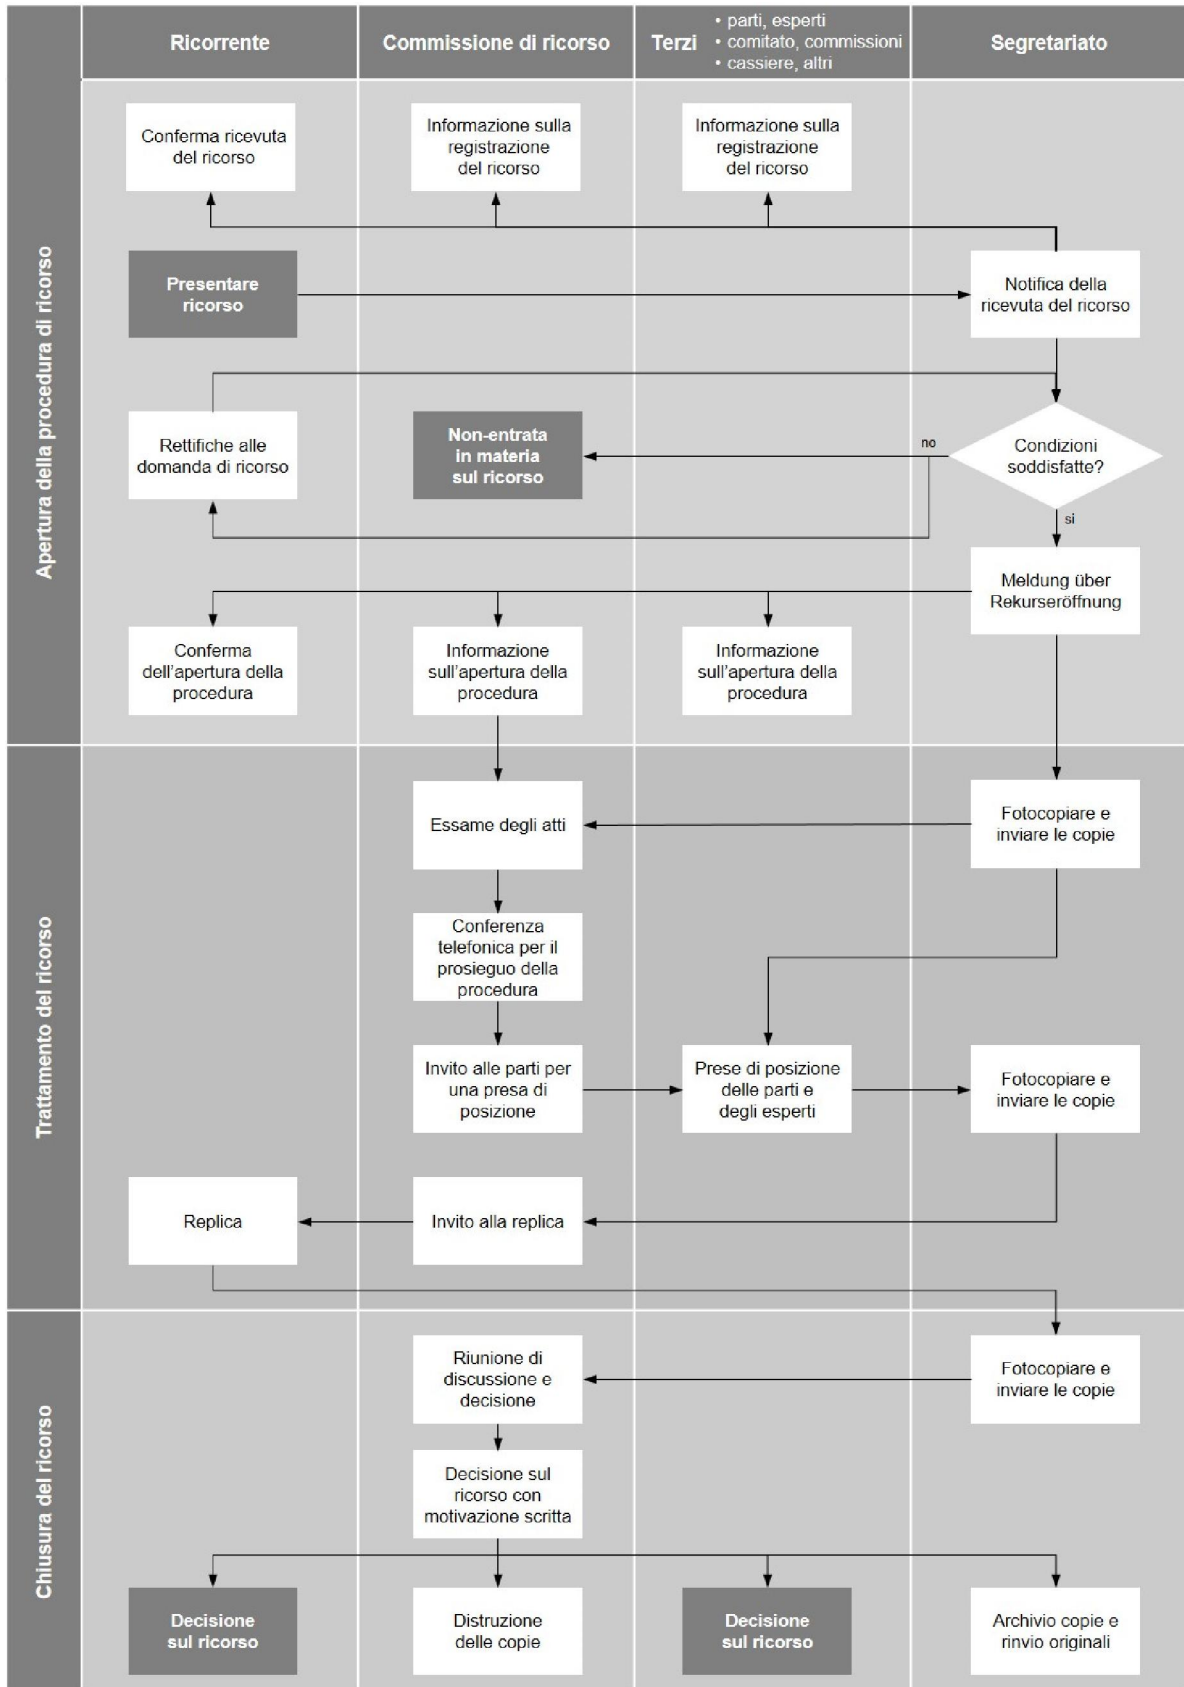 Ricorrente
Commissione di ricorso
Terzi
• parti, esperti
• comitato, commissioni
• cassiere, altri
Segretariato
Apertura della procedura di ricorso
Conferma ricevuta
del ricorso
Informazione sulla
registrazione
del ricorso
Informazione sulla
registrazione
del ricorso
Presentare
ricorso
Notifica della
ricevuta del ricorso
Rettifiche alle
domanda di ricorso
Non-entrata
in materia
sul ricorso
no
Condizioni
soddisfatte?
si
Meldung über
Rekurseröffnung
Conferma
dell'apertura della
procedura
Informazione
sull'apertura della
procedura
Informazione
sull'apertura della
procedura
Trattamento del ricorso
Essame degli atti
Fotocopiare e
inviare le copie
Conferenza
telefonica per il
prosieguo della
procedura
Invito alle parti per
una presa di
posizione
Prese di posizione
delle parti e
degli esperti
Fotocopiare e
inviare le copie
Replica
Invito alla replica
Chiusura del ricorso
Riunione di
discussione e
decisione
Fotocopiare e
inviare le copie
Decisione sul
ricorso con
motivazione scritta
Decisione
sul ricorso
Distruzione
delle copie
Decisione
sul ricorso
Archivio copie e
rinvio originali